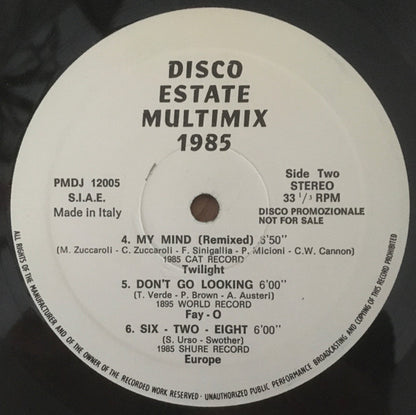 DISCO
ESTATE
MULTIMIX
1985
PMDJ 12005
S.I.A.E.
Made in Italy
Side Two
STEREO
33 1/3 RPM
DISCO PROMOZIONALE
NOT FOR SALE
4. MY MIND (Remixed) 6'50"
(M. Zuccaroli - C. Zuccaroli - F. Sinigallia - P. Micioni - C.W. Cannon)
1985 CAT RECORD
Twilight
5. DON'T GO LOOKING 6'00"
(T. Verde - P. Brown - A. Austeri)
1895 WORLD RECORD
Fay - O
6. SIX - TWO - EIGHT 6'00"
(S. Urso - Swother)
1985 SHURE RECORD
Europe
ALL RIGHTS OF THE MANUFACTURER AND OF THE OWNER OF THE RECORDED WORK RESERVED - UNAUTHORIZED PUBLIC PERFORMANCE BROADCASTING AND COPYING OF THIS RECORD PROHIBITED